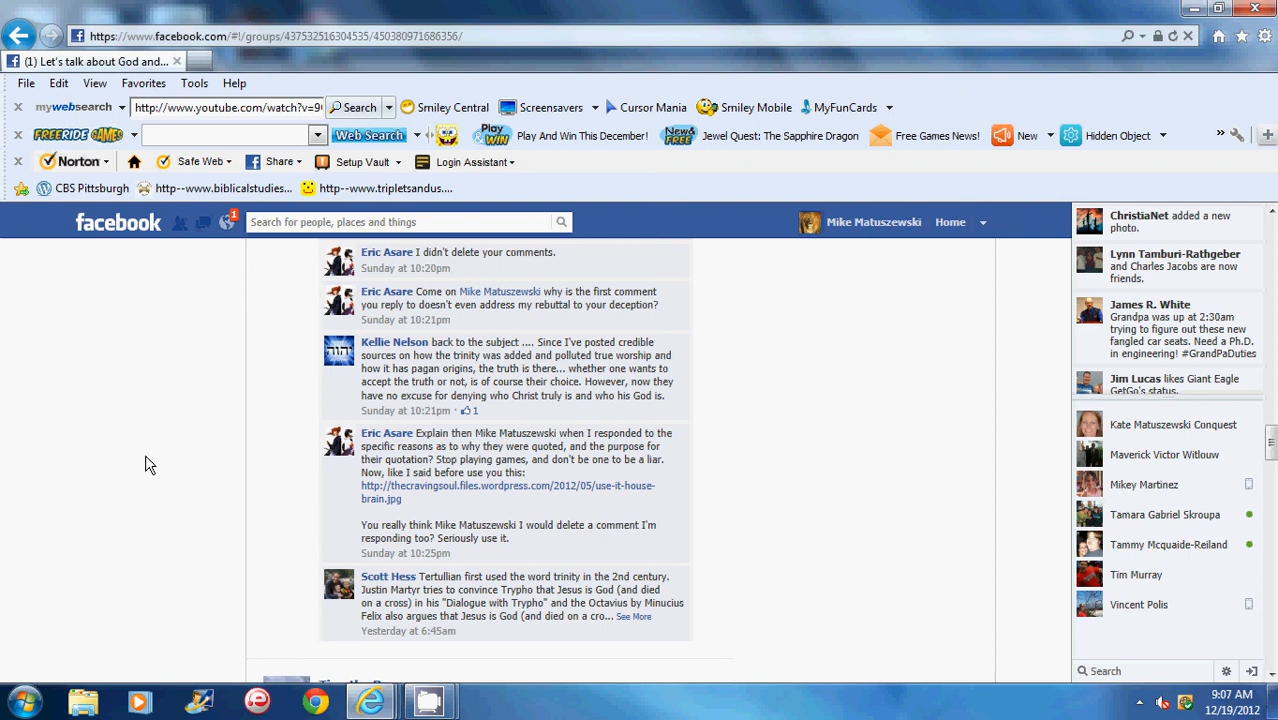 https://www.facebook.com/#!/groups/437532516304535/450380971686356/
(1) Let's talk about God and...
File Edit View Favorites Tools Help
mywebsearch http://www.youtube.com/watch?v=9 Search Smiley Central Screensavers Cursor Mania Smiley Mobile MyFunCards
FREERIDE GAMES Web Search Play WIN Play And Win This December! New& FREE Jewel Quest: The Sapphire Dragon Free Games News! New Hidden Object
Norton Safe Web Share Setup Vault Login Assistant
CBS Pittsburgh http--www.biblicalstudies... http--www.tripletsandus....
facebook 1 Search for people, places and things Mike Matuszewski Home
Eric Asare I didn't delete your comments.
Sunday at 10:20pm
Eric Asare Come on Mike Matuszewski why is the first comment
you reply to doesn't even address my rebuttal to your deception?
Sunday at 10:21pm
Kellie Nelson back to the subject .... Since I've posted credible
sources on how the trinity was added and polluted true worship and
how it has pagan origins, the truth is there... whether one wants to
accept the truth or not, is of course their choice. However, now they
have no excuse for denying who Christ truly is and who his God is.
Sunday at 10:21pm · 1
Eric Asare Explain then Mike Matuszewski when I responded to the
specific reasons as to why they were quoted, and the purpose for
their quotation? Stop playing games, and don't be one to be a liar.
Now, like I said before use you this:
http://thecravingsoul.files.wordpress.com/2012/05/use-it-house-
brain.jpg
You really think Mike Matuszewski I would delete a comment I'm
responding too? Seriously use it.
Sunday at 10:25pm
יהוה
Scott Hess Tertullian first used the word trinity in the 2nd century.
Justin Martyr tries to convince Trypho that Jesus is God (and died
on a cross) in his "Dialogue with Trypho" and the Octavius by Minucius
Felix also argues that Jesus is God (and died on a cro... See More
Yesterday at 6:45am
ChristiaNet added a new
photo.
Lynn Tamburi-Rathgeber
and Charles Jacobs are now
friends.
James R. White
Grandpa was up at 2:30am
trying to figure out these new
fangled car seats. Need a Ph.D.
in engineering! #GrandPaDuties
Jim Lucas likes Giant Eagle
GetGo's status.
Kate Matuszewski Conquest
Maverick Victor Witlouw
Mikey Martinez
Tamara Gabriel Skroupa
Tammy Mcquaide-Reiland
Tim Murray
Vincent Polis
Search
9:07 AM
12/19/2012